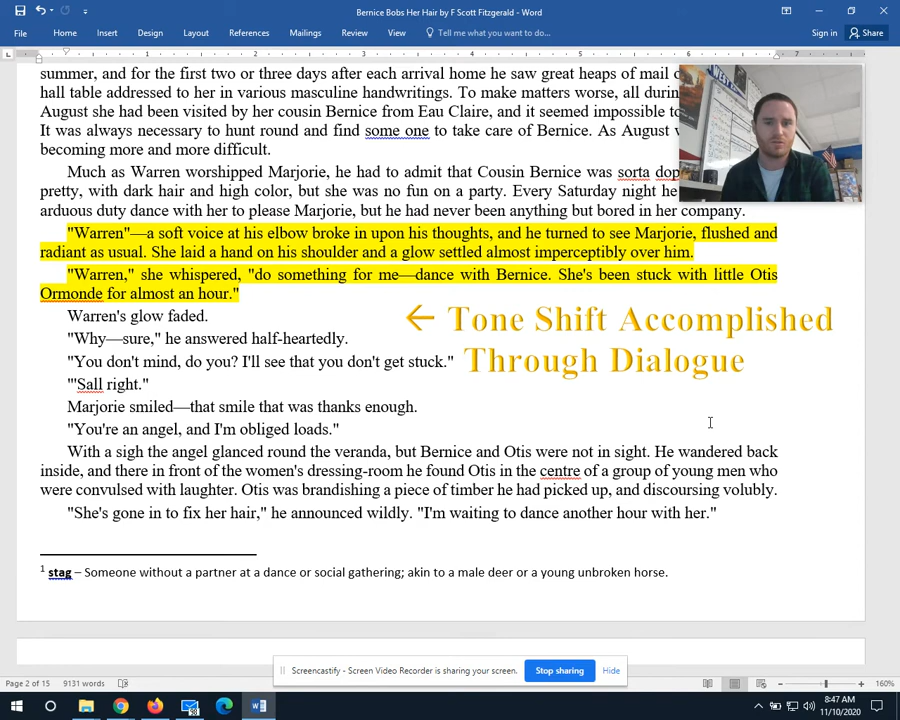 Bernice Bobs Her Hair by F Scott Fitzgerald - Word
File Home Insert Design Layout References Mailings Review View Tell me what you want to do... Sign in Share
1 2 3 4 5 6 7
summer, and for the first two or three days after each arrival home he saw great heaps of mail
hall table addressed to her in various masculine handwritings. To make matters worse, all
August she had been visited by her cousin Bernice from Eau Claire, and it seemed impossible
It was always necessary to hunt round and find some one to take care of Bernice. As August
becoming more and more difficult.
Much as Warren worshipped Marjorie, he had to admit that Cousin Bernice was sorta
pretty, with dark hair and high color, but she was no fun on a party. Every Saturday night he
arduous duty dance with her to please Marjorie, but he had never been anything but bored in her company.
"Warren"—a soft voice at his elbow broke in upon his thoughts, and he turned to see Marjorie, flushed and
radiant as usual. She laid a hand on his shoulder and a glow settled almost imperceptibly over him.
"Warren," she whispered, "do something for me—dance with Bernice. She's been stuck with little Otis
Ormonde for almost an hour."
Warren's glow faded.
← Tone Shift Accomplished
"Why—sure," he answered half-heartedly.
"You don't mind, do you? I'll see that you don't get stuck."
Through Dialogue
"'Sall right."
Marjorie smiled—that smile that was thanks enough.
"You're an angel, and I'm obliged loads."
With a sigh the angel glanced round the veranda, but Bernice and Otis were not in sight. He wandered back
inside, and there in front of the women's dressing-room he found Otis in the centre of a group of young men who
were convulsed with laughter. Otis was brandishing a piece of timber he had picked up, and discoursing volubly.
"She's gone in to fix her hair," he announced wildly. "I'm waiting to dance another hour with her."
1 stag – Someone without a partner at a dance or social gathering; akin to a male deer or a young unbroken horse.
Screencastify - Screen Video Recorder is sharing your screen. Stop sharing Hide
Page 2 of 15 9131 words 160%
8:47 AM
11/10/2020